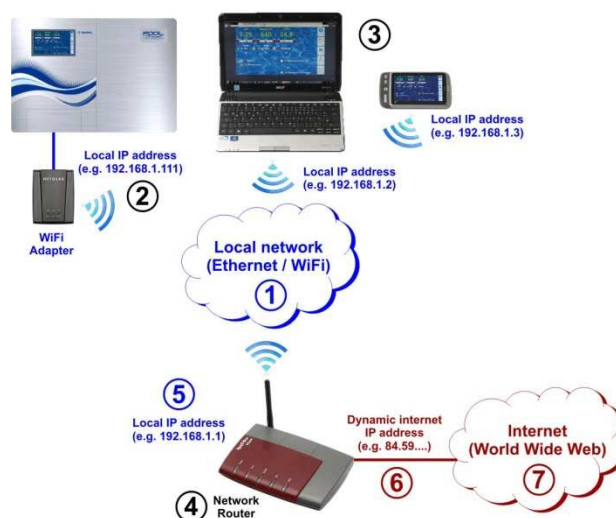 3
Local IP address
(e.g. 192.168.1.3)
Local IP address
(e.g. 192.168.1.111)
2
NETGEAR
WiFi
Adapter
acer
Local IP address
(e.g. 192.168.1.2)
Local network
(Ethernet / WiFi)
1
5
Local IP address
(e.g. 192.168.1.1)
4
Network
Router
Dynamic internet
IP address
(e.g. 84.59....)
6
Internet
(World Wide Web)
7